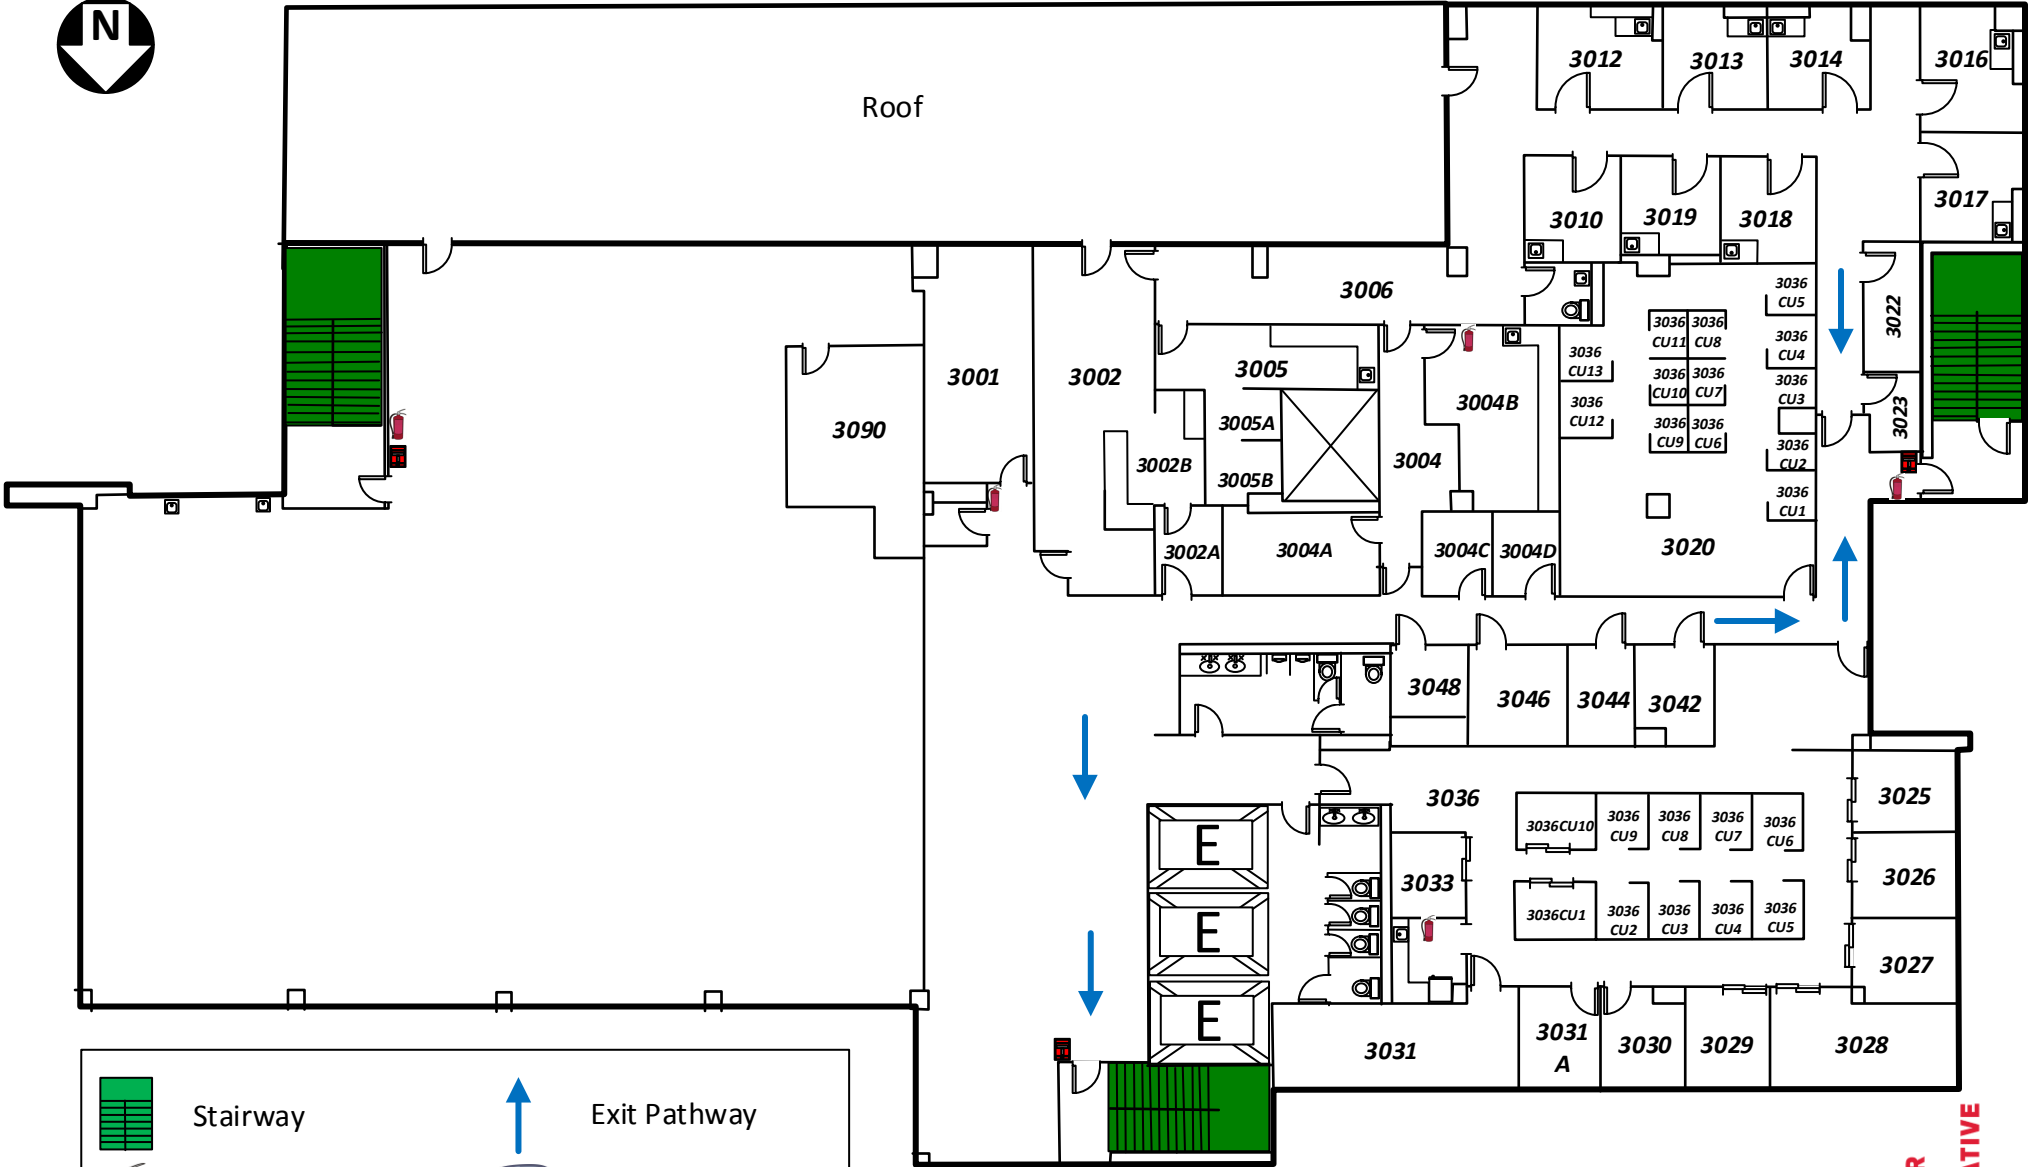 N
Roof
3012
3013
3014
3016
3017
3010
3019
3018
3006
3022
3023
3036
CU5
3036
CU4
3036
CU3
3036
CU2
3036
CU1
3036
CU11
3036
CU8
3036
CU10
3036
CU7
3036
CU9
3036
CU6
3036
CU13
3036
CU12
3020
3001
3002
3005
3005A
3005B
3002B
3002A
3004
3004A
3004B
3004C
3004D
3090
3048
3046
3044
3042
3036
3033
3036CU10
3036
CU9
3036
CU8
3036
CU7
3036
CU6
3036CU1
3036
CU2
3036
CU3
3036
CU4
3036
CU5
3025
3026
3027
3028
3029
3030
3031
A
3031
E
E
E
Stairway
Exit Pathway